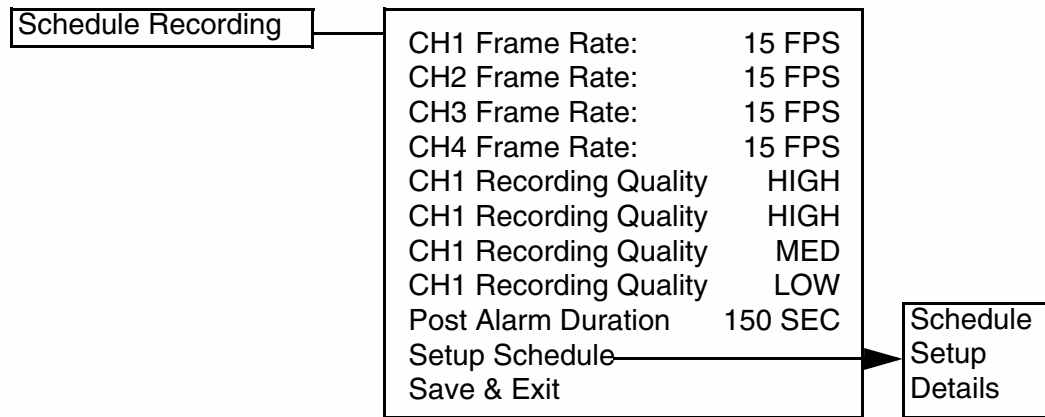 Schedule Recording
CH1 Frame Rate: 15 FPS
CH2 Frame Rate: 15 FPS
CH3 Frame Rate: 15 FPS
CH4 Frame Rate: 15 FPS
CH1 Recording Quality HIGH
CH1 Recording Quality HIGH
CH1 Recording Quality MED
CH1 Recording Quality LOW
Post Alarm Duration 150 SEC
Setup Schedule
Save & Exit
Schedule
Setup
Details